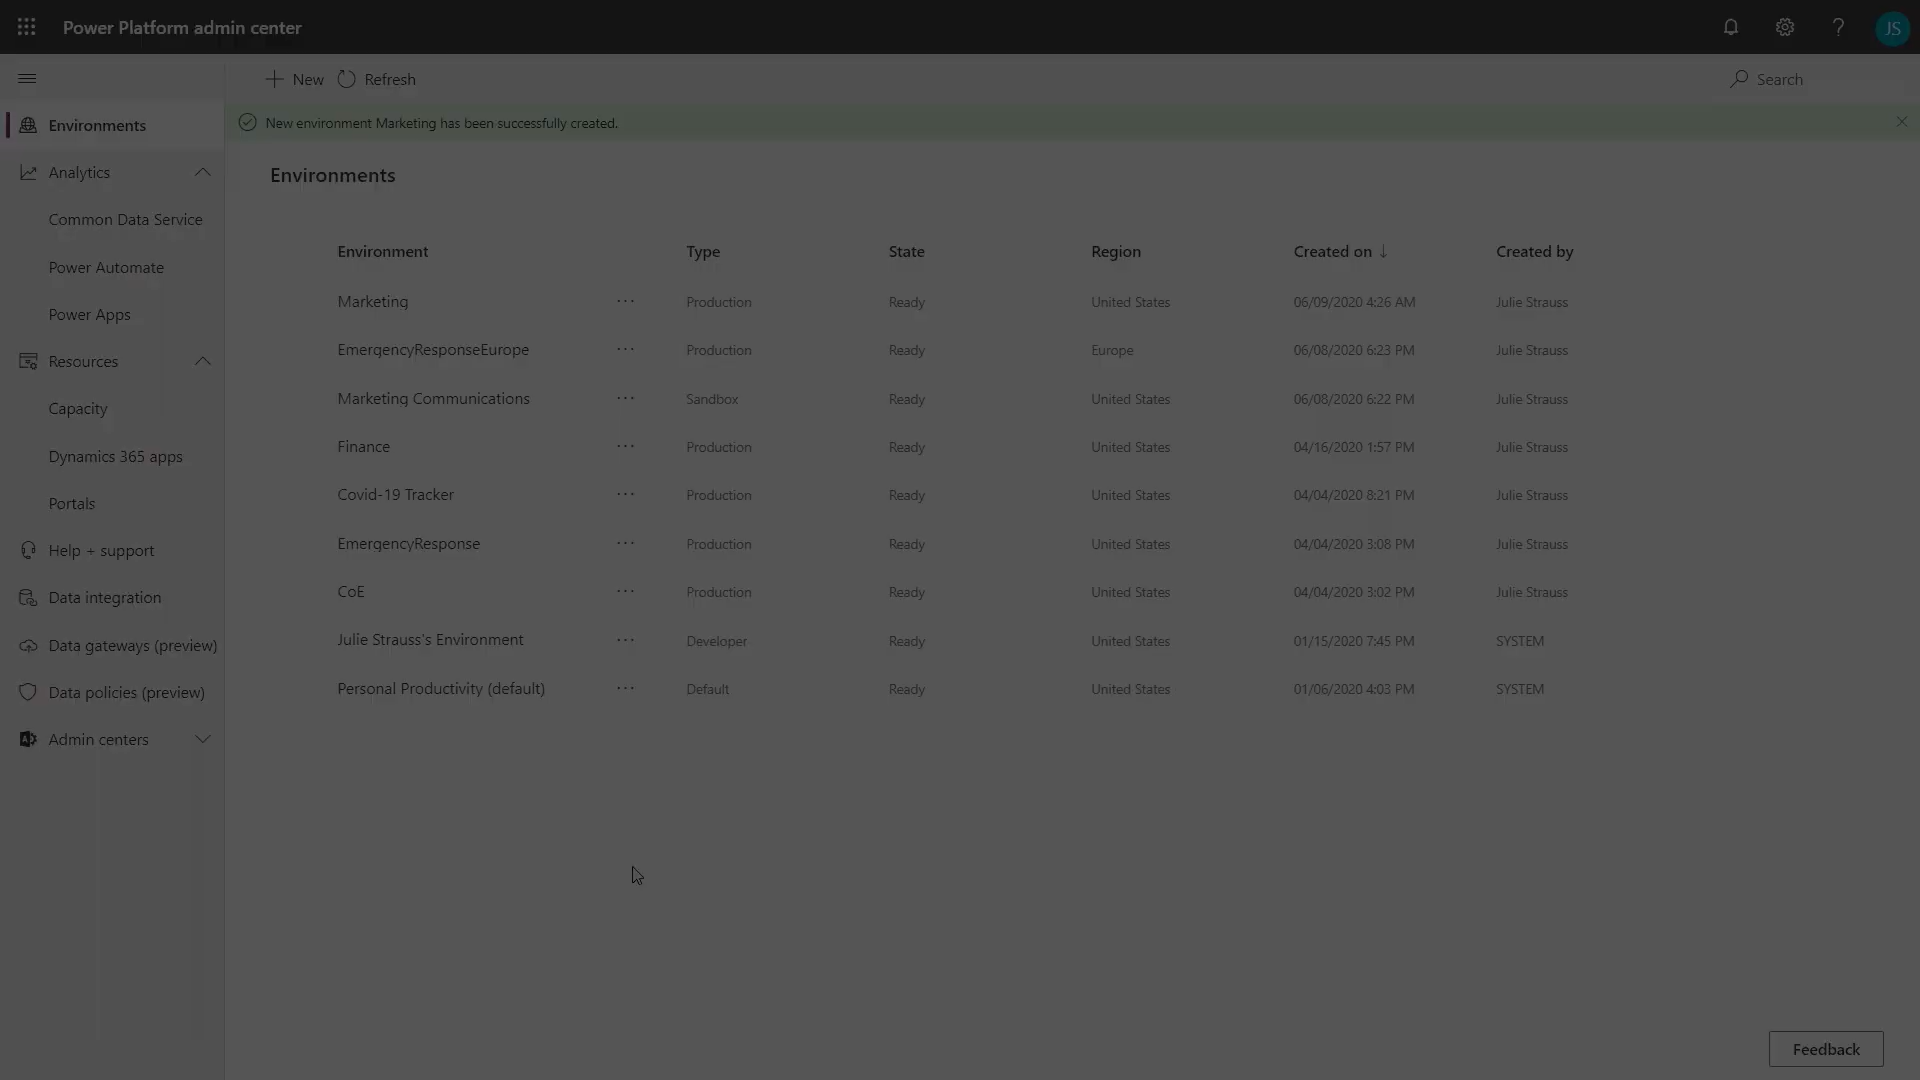 Power Platform admin center
JS
New
Refresh
Search
Environments
New environment Marketing has been successfully created.
Analytics
Common Data Service
Power Automate
Power Apps
Resources
Capacity
Dynamics 365 apps
Portals
Help + support
Data integration
Data gateways (preview)
Data policies (preview)
Admin centers
Environments
Environment Type State Region Created on ↓ Created by
Marketing ... Production Ready United States 06/09/2020 4:26 AM Julie Strauss
EmergencyResponseEurope ... Production Ready Europe 06/08/2020 6:23 PM Julie Strauss
Marketing Communications ... Sandbox Ready United States 06/08/2020 6:22 PM Julie Strauss
Finance ... Production Ready United States 04/16/2020 1:57 PM Julie Strauss
Covid-19 Tracker ... Production Ready United States 04/04/2020 8:21 PM Julie Strauss
EmergencyResponse ... Production Ready United States 04/04/2020 3:08 PM Julie Strauss
CoE ... Production Ready United States 04/04/2020 3:02 PM Julie Strauss
Julie Strauss's Environment ... Developer Ready United States 01/15/2020 7:45 PM SYSTEM
Personal Productivity (default) ... Default Ready United States 01/06/2020 4:03 PM SYSTEM
Feedback